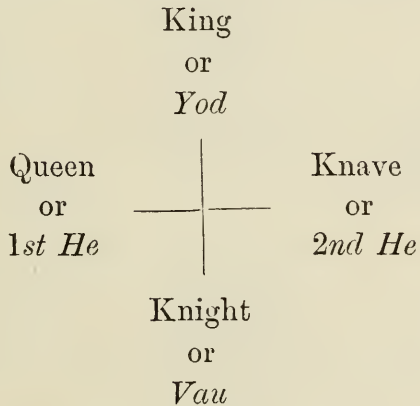 King
or
Yod
Queen
or
1st He
Knave
or
2nd He
Knight
or
Vau